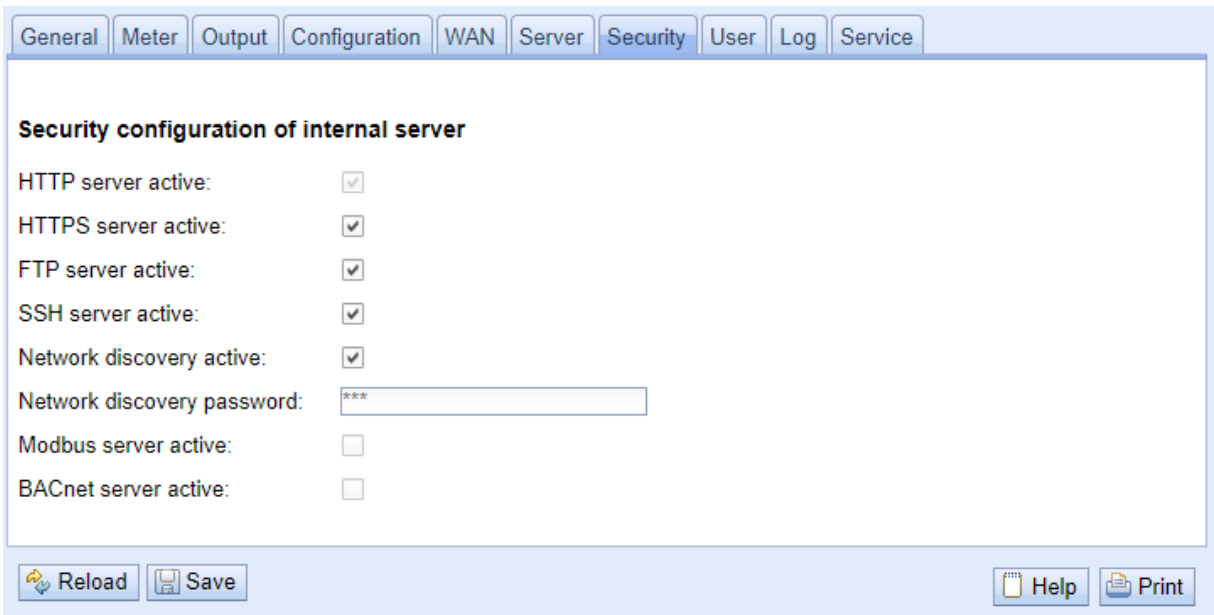 General Meter Output Configuration WAN Server Security User Log Service
Security configuration of internal server
HTTP server active:
HTTPS server active:
FTP server active:
SSH server active:
Network discovery active:
Network discovery password: ***
Modbus server active:
BACnet server active:
Reload Save Help Print